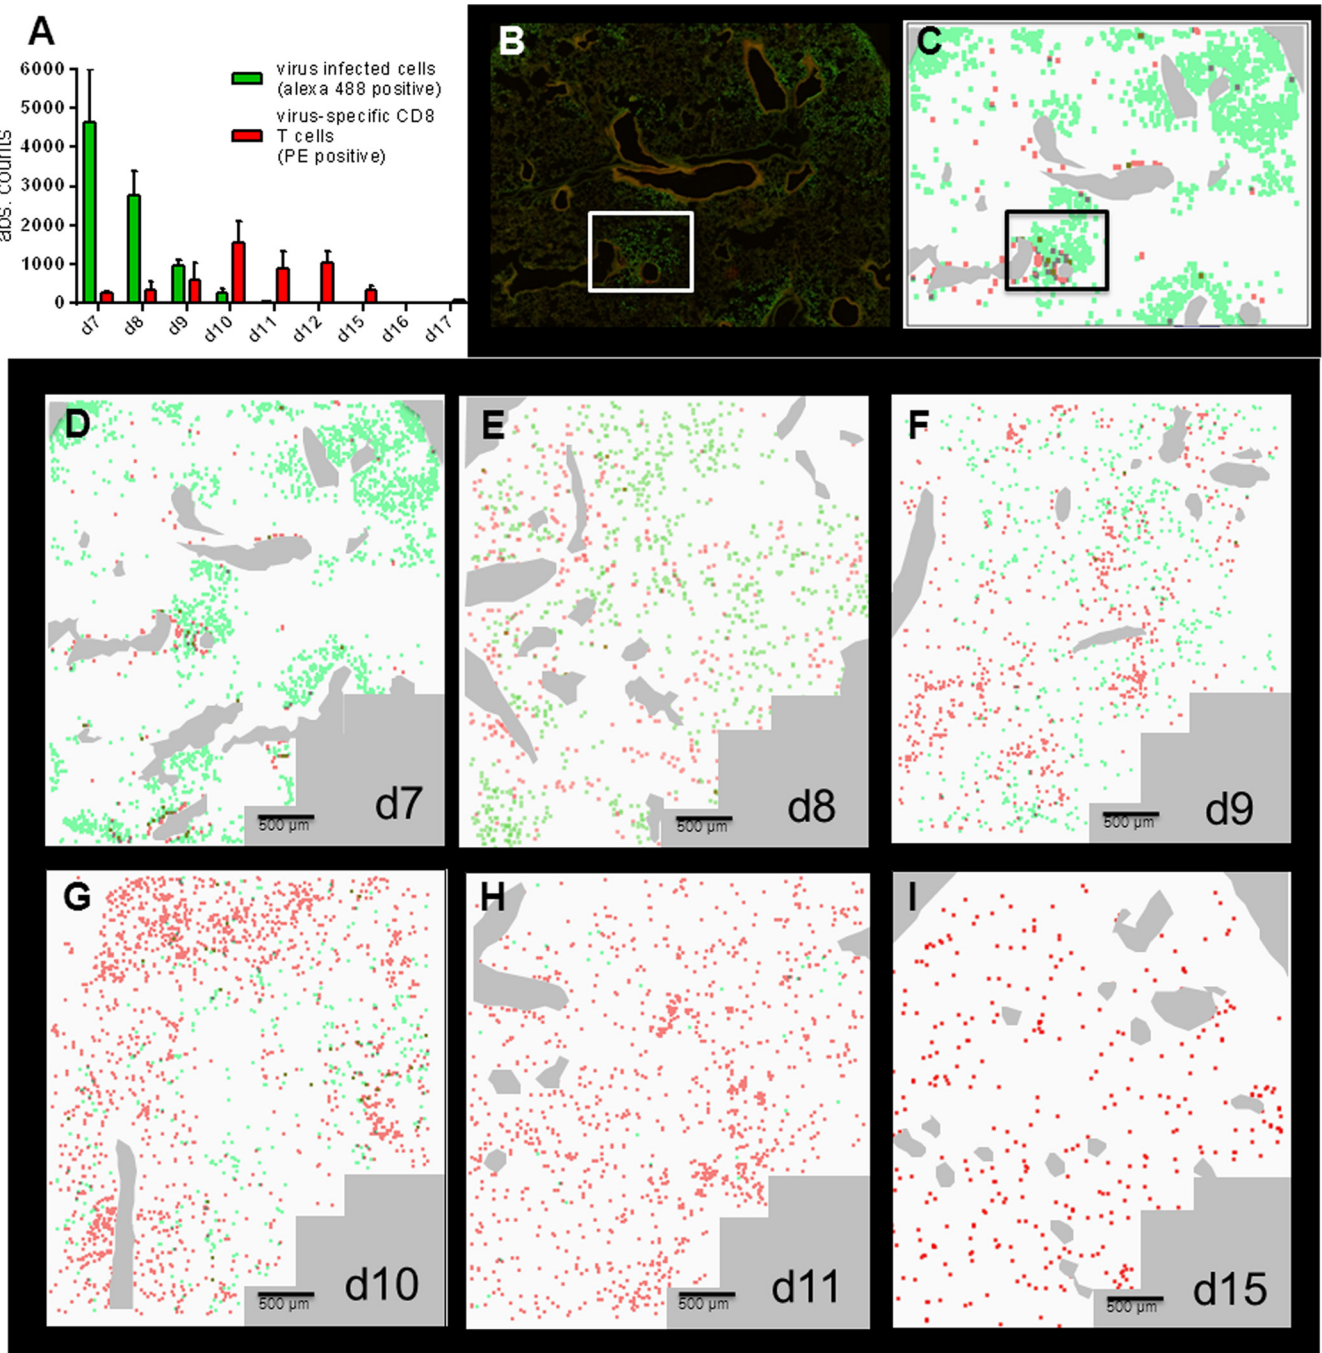 A
abs. counts
6000
5000
4000
3000
2000
1000
0
d7
d8
d9
d10
d11
d12
d15
d16
d17
virus infected cells
(alexa 488 positive)
virus-specific CD8
T cells
(PE positive)
B
C
D
500 µm
d7
E
500 µm
d8
F
500 µm
d9
G
500 µm
d10
H
500 µm
d11
I
500 µm
d15